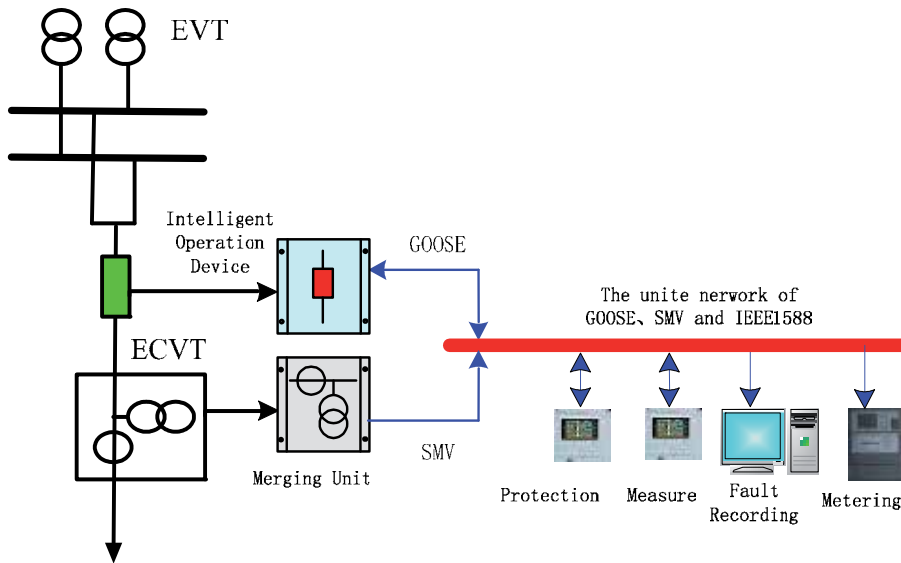 EVT
Intelligent
Operation
Device
GOOSE
The unite nerwork of
GOOSE、SMV and IEEE1588
ECVT
Merging Unit
SMV
Protection
Measure
Fault
Recording
Metering